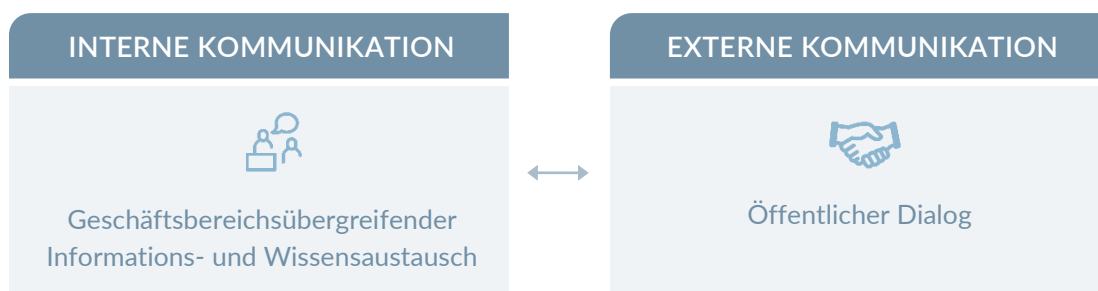 INTERNE KOMMUNIKATION
Geschäftsbereichsübergreifender
Informations- und Wissensaustausch
EXTERNE KOMMUNIKATION
Öffentlicher Dialog